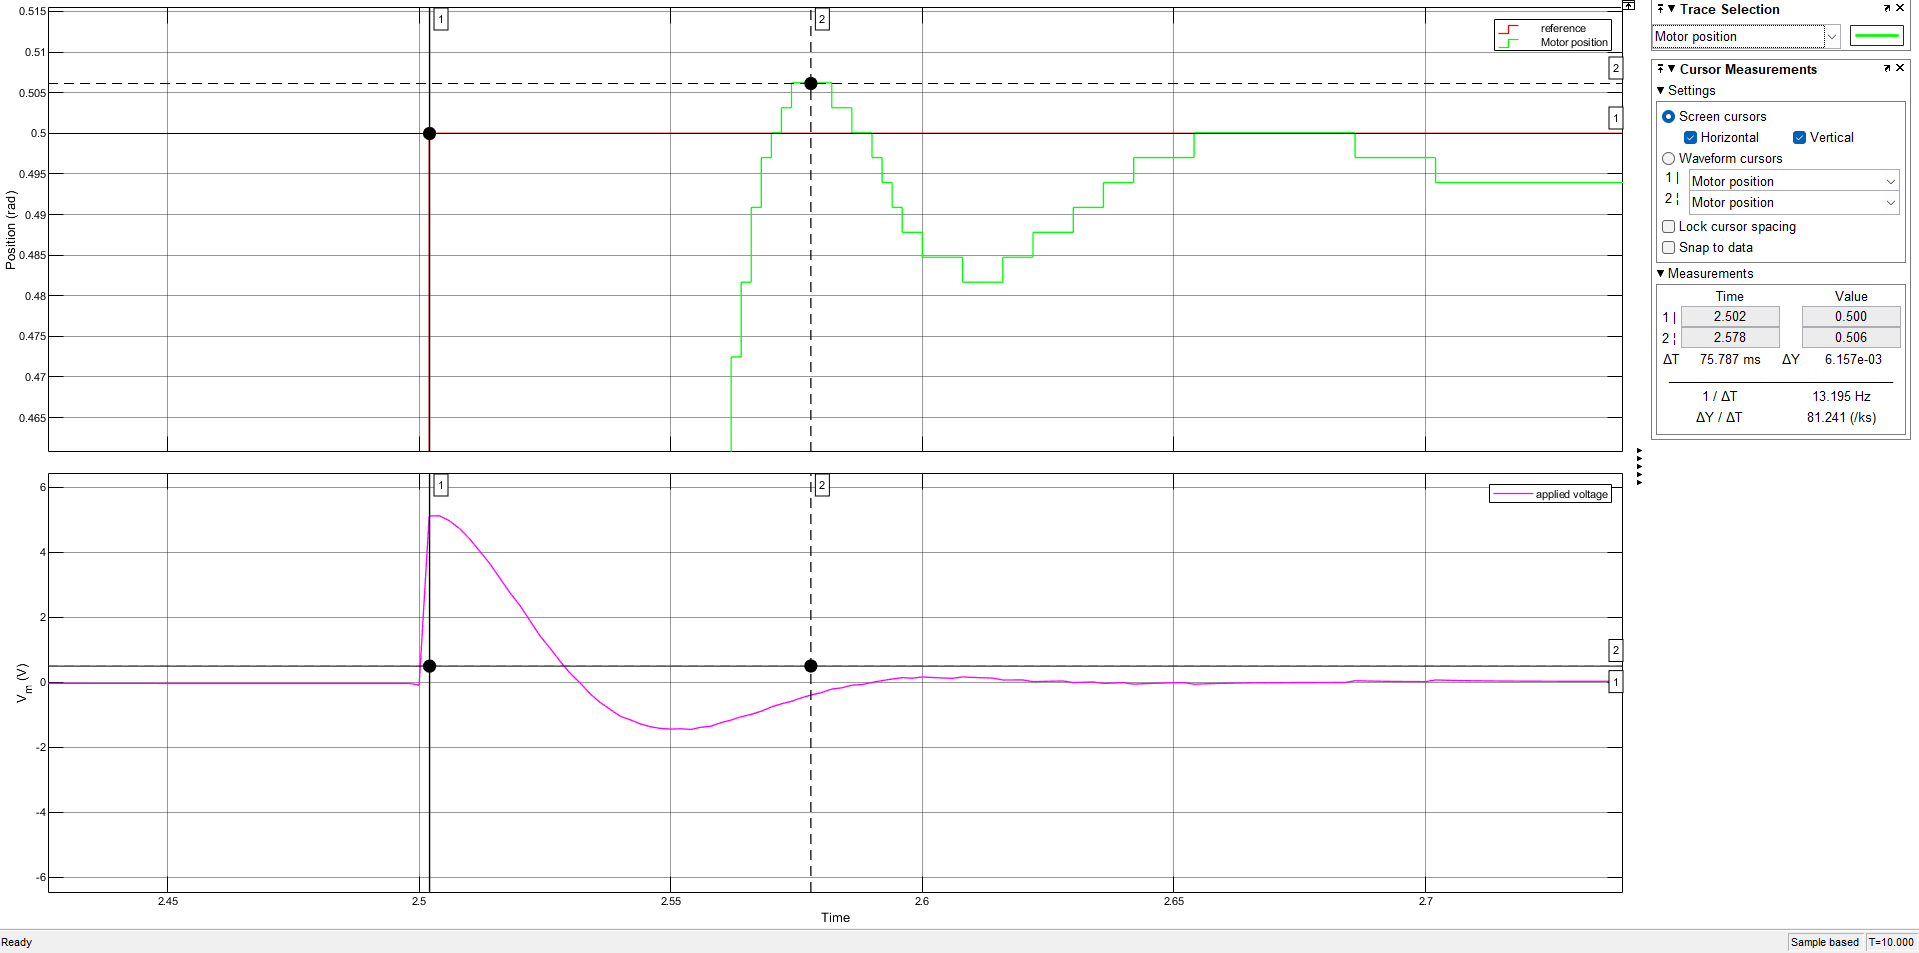 0.515
0.51
0.505
0.5
0.495
0.49
0.485
0.48
0.475
0.47
0.465
Position (rad)
1
2
reference
Motor position
2
1
6
4
2
0
-2
-4
-6
V_m (V)
1
2
applied voltage
2
1
2.45
2.5
2.55
2.6
2.65
2.7
Time
Trace Selection
Motor position
Cursor Measurements
Settings
Screen cursors
Horizontal Vertical
Waveform cursors
1 | Motor position
2 ¦ Motor position
Lock cursor spacing
Snap to data
Measurements
Time Value
1 | 2.502 0.500
2 ¦ 2.578 0.506
ΔT 75.787 ms ΔY 6.157e-03
1 / ΔT 13.195 Hz
ΔY / ΔT 81.241 (/ks)
Ready
Sample based T=10.000